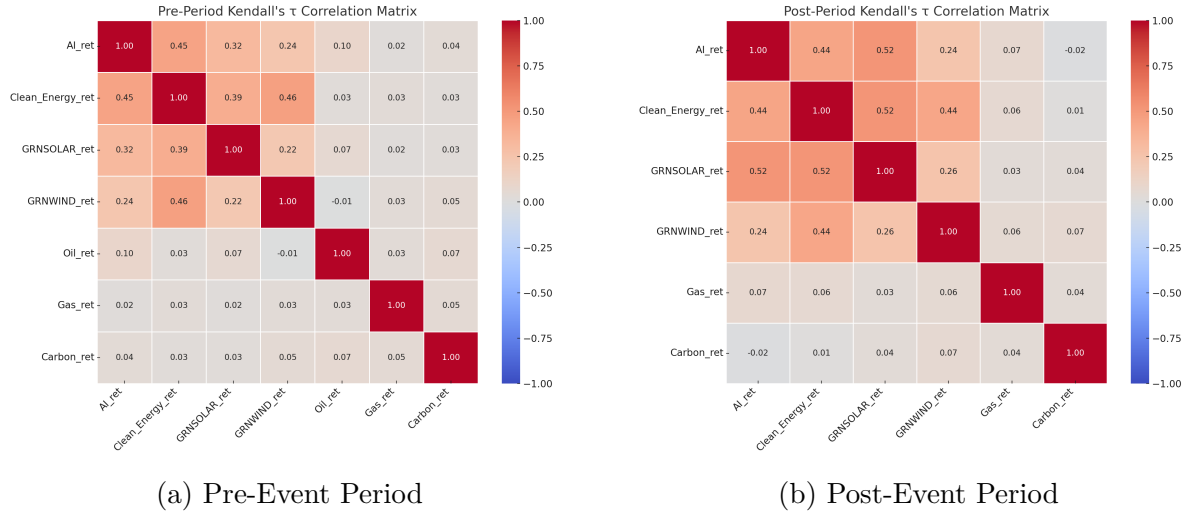 Pre-Period Kendall's τ Correlation Matrix
AI_ret 1.00 0.45 0.32 0.24 0.10 0.02 0.04
Clean_Energy_ret 0.45 1.00 0.39 0.46 0.03 0.03 0.03
GRNSOLAR_ret 0.32 0.39 1.00 0.22 0.07 0.02 0.03
GRNWIND_ret 0.24 0.46 0.22 1.00 -0.01 0.03 0.05
Oil_ret 0.10 0.03 0.07 -0.01 1.00 0.03 0.07
Gas_ret 0.02 0.03 0.02 0.03 0.03 1.00 0.05
Carbon_ret 0.04 0.03 0.03 0.05 0.07 0.05 1.00
AI_ret Clean_Energy_ret GRNSOLAR_ret GRNWIND_ret Oil_ret Gas_ret Carbon_ret
1.00
0.75
0.50
0.25
0.00
−0.25
−0.50
−0.75
−1.00
(a) Pre-Event Period
Post-Period Kendall's τ Correlation Matrix
AI_ret 1.00 0.44 0.52 0.24 0.07 -0.02
Clean_Energy_ret 0.44 1.00 0.52 0.44 0.06 0.01
GRNSOLAR_ret 0.52 0.52 1.00 0.26 0.03 0.04
GRNWIND_ret 0.24 0.44 0.26 1.00 0.06 0.07
Gas_ret 0.07 0.06 0.03 0.06 1.00 0.04
Carbon_ret -0.02 0.01 0.04 0.07 0.04 1.00
AI_ret Clean_Energy_ret GRNSOLAR_ret GRNWIND_ret Gas_ret Carbon_ret
1.00
0.75
0.50
0.25
0.00
−0.25
−0.50
−0.75
−1.00
(b) Post-Event Period